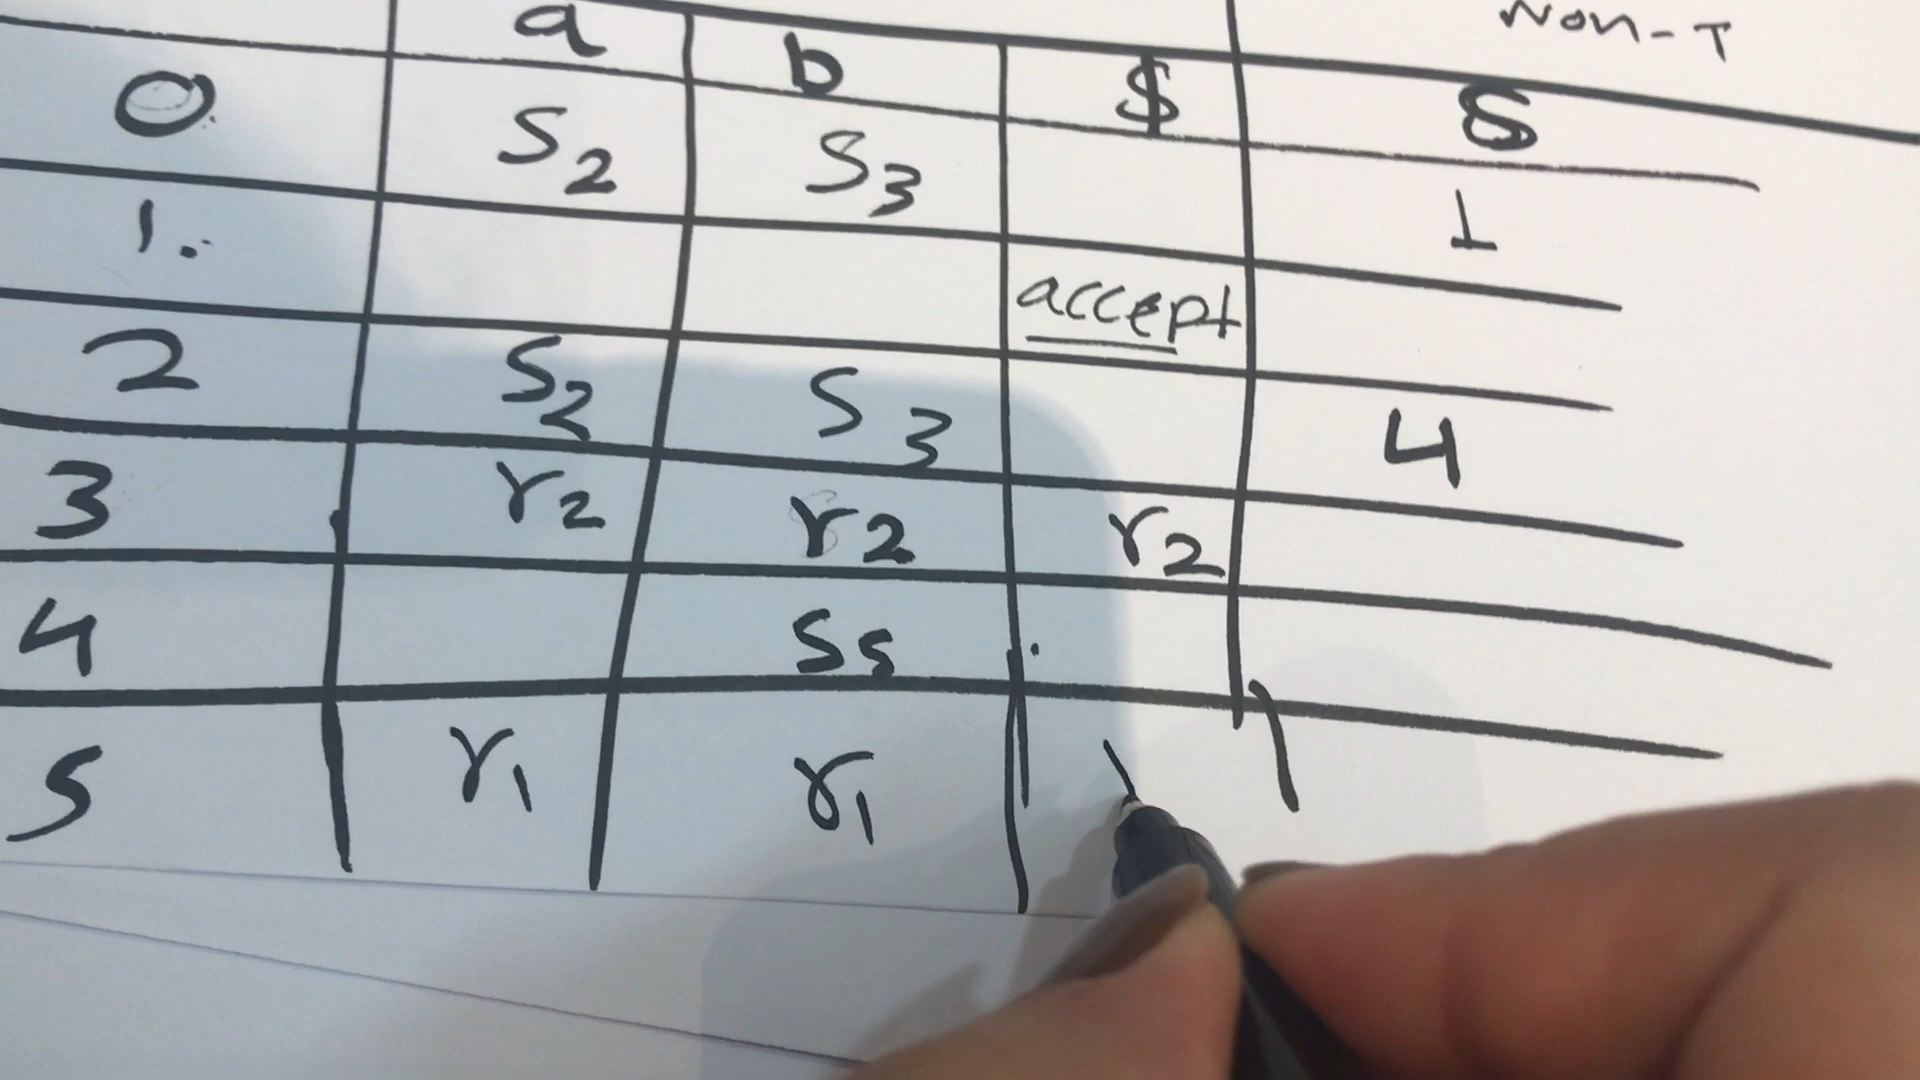 Non-T
a b $ S
0 S2 S3 1
1. accept
2 S2 S3 4
3 r2 r2 r2
4 S5
5 r1 r1